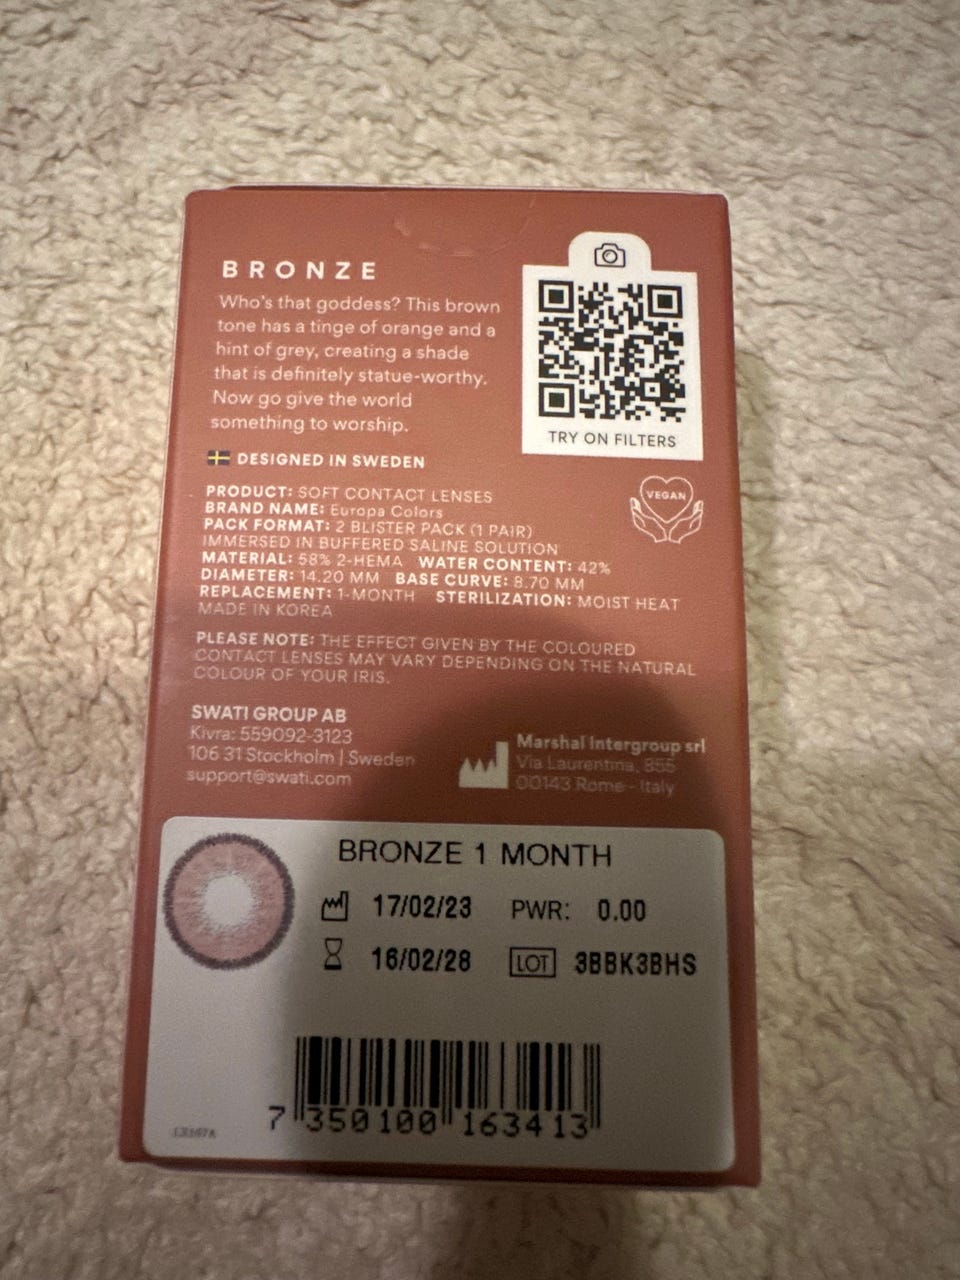 BRONZE
Who's that goddess? This brown
tone has a tinge of orange and a
hint of grey, creating a shade
that is definitely statue-worthy.
Now go give the world
something to worship.
TRY ON FILTERS
DESIGNED IN SWEDEN
VEGAN
PRODUCT: SOFT CONTACT LENSES
BRAND NAME: Europa Colors
PACK FORMAT: 2 BLISTER PACK (1 PAIR)
IMMERSED IN BUFFERED SALINE SOLUTION
MATERIAL: 58% 2-HEMA WATER CONTENT: 42%
DIAMETER: 14.20 MM BASE CURVE: 8.70 MM
REPLACEMENT: 1-MONTH STERILIZATION: MOIST HEAT
MADE IN KOREA
PLEASE NOTE: THE EFFECT GIVEN BY THE COLOURED
CONTACT LENSES MAY VARY DEPENDING ON THE NATURAL
COLOUR OF YOUR IRIS.
SWATI GROUP AB
Kivra: 559092-3123
106 31 Stockholm | Sweden
support@swati.com
Marshal Intergroup srl
Via Laurentina, 855
00143 Rome - Italy
BRONZE 1 MONTH
17/02/23 PWR: 0.00
16/02/28 LOT 3BBK3BHS
7 350100 163413